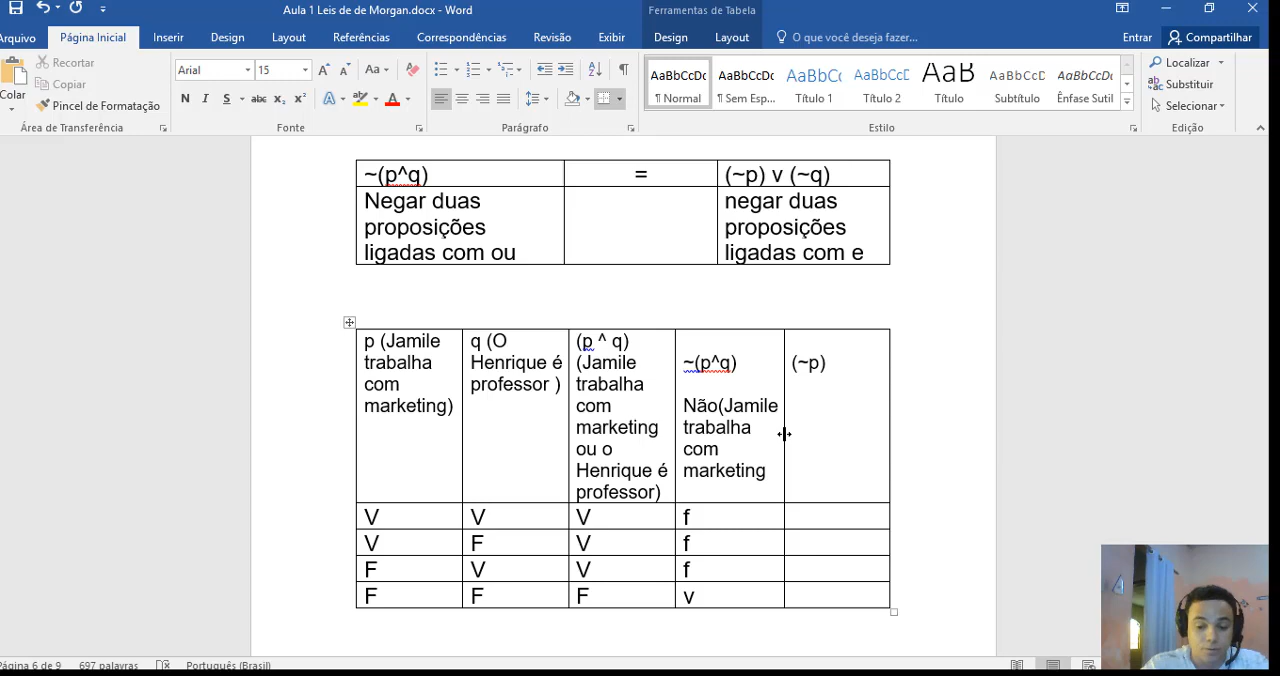 Aula 1 Leis de de Morgan.docx - Word
Ferramentas de Tabela
Arquivo
Página Inicial
Inserir
Design
Layout
Referências
Correspondências
Revisão
Exibir
Design
Layout
O que você deseja fazer...
Entrar
Compartilhar
Colar
Recortar
Copiar
Pincel de Formatação
Área de Transferência
Arial
15
Fonte
Parágrafo
AaBbCcDc
¶ Normal
AaBbCcDc
¶ Sem Esp...
AaBbC
Título 1
AaBbCcD
Título 2
AaB
Título
AaBbCcD
Subtítulo
AaBbCcDc
Ênfase Sutil
Estilo
Localizar
Substituir
Selecionar
Edição
~(p^q)
=
(~p) v (~q)
Negar duas
proposições
ligadas com ou
negar duas
proposições
ligadas com e
p (Jamile
trabalha
com
marketing)
q (O
Henrique é
professor )
(p ^ q)
(Jamile
trabalha
com
marketing
ou o
Henrique é
professor)
~(p^q)
Não(Jamile
trabalha
com
marketing
(~p)
V V V f
V F V f
F V V f
F F F v
Página 6 de 9
697 palavras
Português (Brasil)